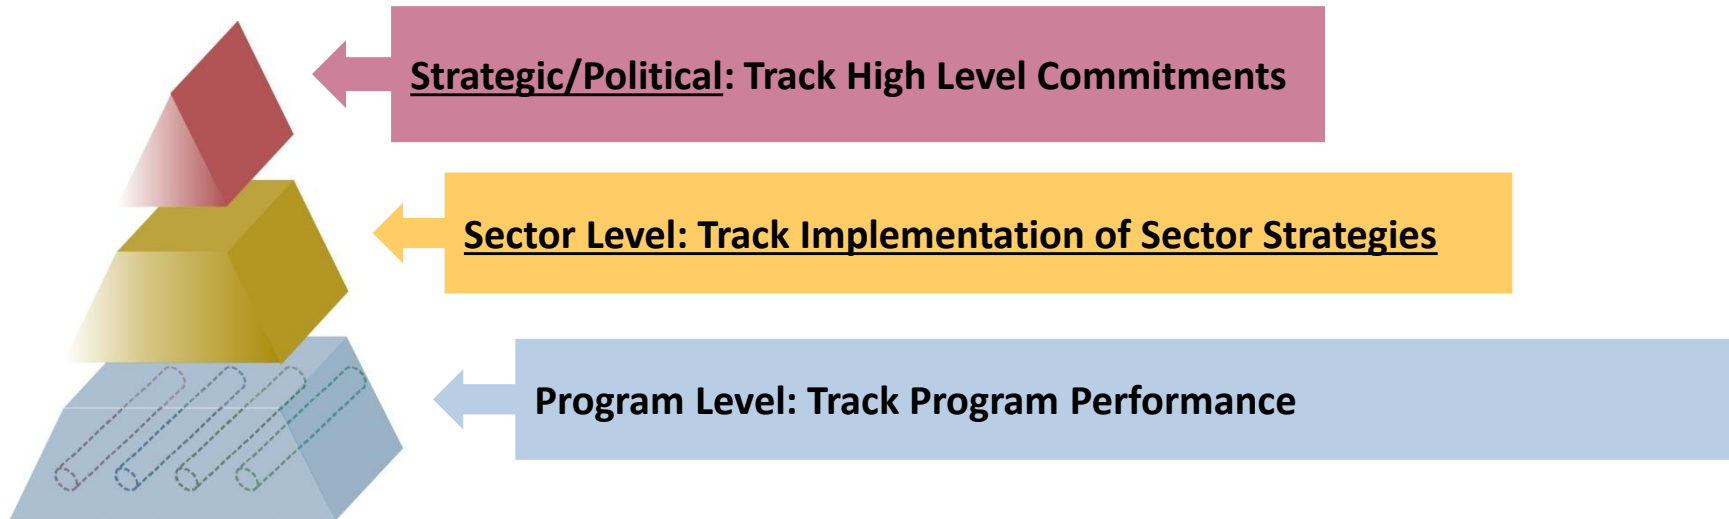 Strategic/Political: Track High Level Commitments
Sector Level: Track Implementation of Sector Strategies
Program Level: Track Program Performance